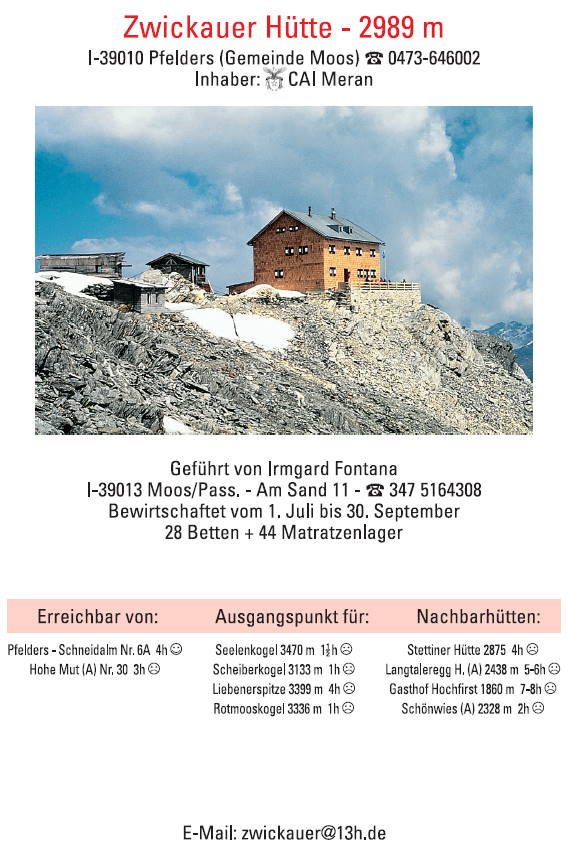 Zwickauer Hütte - 2989 m
I-39010 Pfelders (Gemeinde Moos) ☎ 0473-646002
Inhaber: CAI Meran
Geführt von Irmgard Fontana
I-39013 Moos/Pass. - Am Sand 11 - ☎ 347 5164308
Bewirtschaftet vom 1. Juli bis 30. September
28 Betten + 44 Matratzenlager
Erreichbar von:
Pfelders - Schneidalm Nr. 6A 4h ☺
Hohe Mut (A) Nr. 30 3h ☹
Ausgangspunkt für:
Seelenkogel 3470 m 1½h ☹
Scheiberkogel 3133 m 1h ☹
Liebenerspitze 3399 m 4h ☹
Rotmooskogel 3336 m 1h ☹
Nachbarhütten:
Stettiner Hütte 2875 4h ☹
Langtaleregg H. (A) 2438 m 5-6h ☹
Gasthof Hochfirst 1860 m 7-8h ☹
Schönwies (A) 2328 m 2h ☹
E-Mail: zwickauer@13h.de